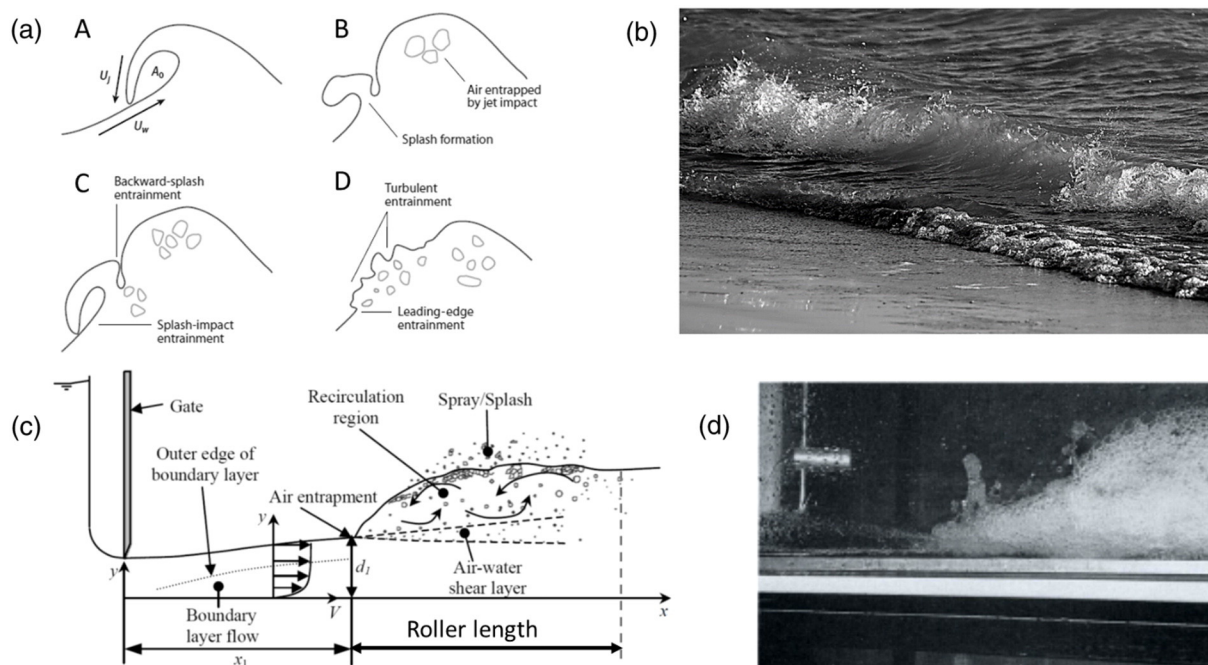 (a)
A
U_j
A_0
U_w
B
Air entrapped
by jet impact
Splash formation
(b)
C
Backward-splash
entrainment
Splash-impact
entrainment
D
Turbulent
entrainment
Leading-edge
entrainment
(c)
Gate
Outer edge of
boundary layer
Air entrapment
Recirculation
region
Spray/Splash
y
y
d_1
Air-water
shear layer
Boundary
layer flow
V
x
x_1
Roller length
(d)